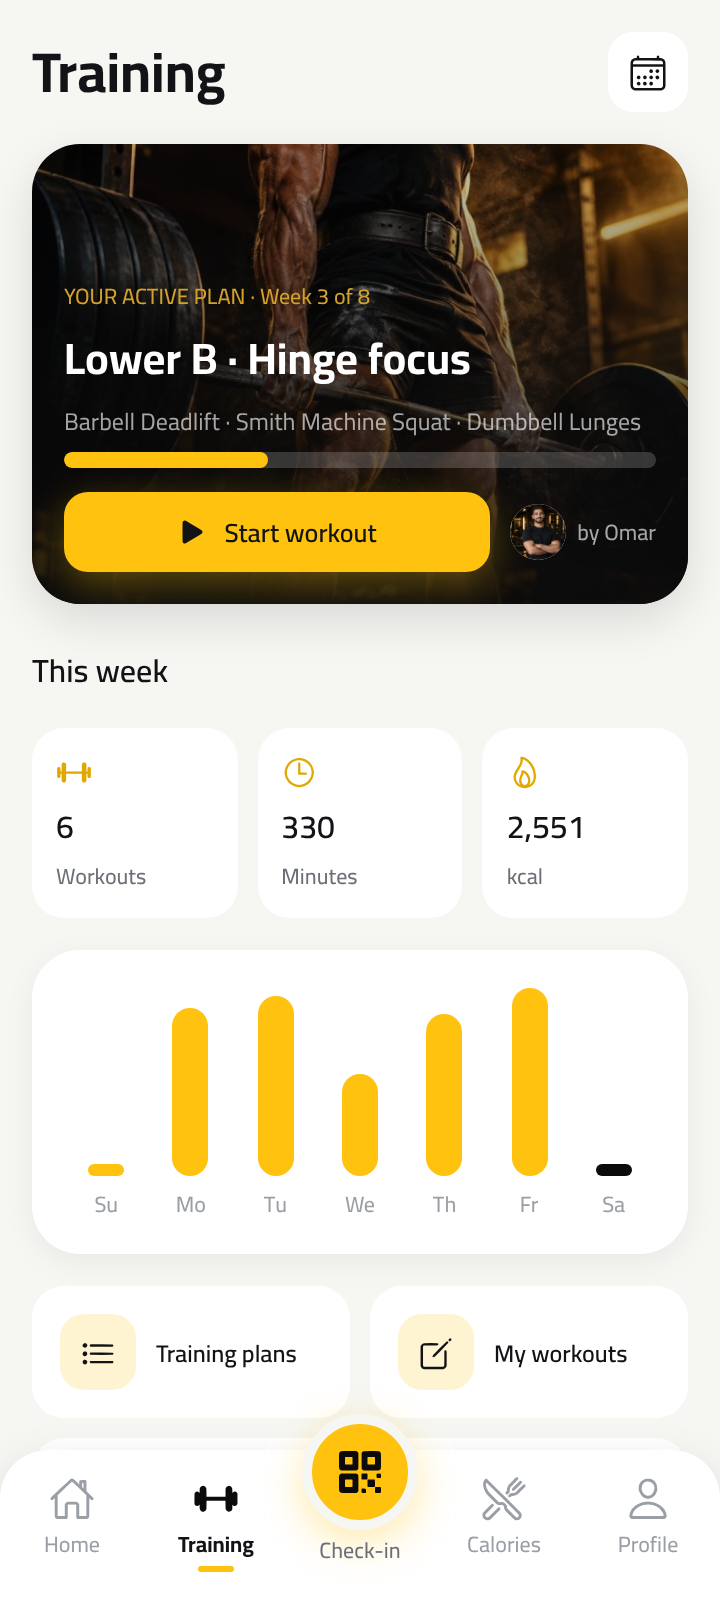 Training
YOUR ACTIVE PLAN · Week 3 of 8
Lower B · Hinge focus
Barbell Deadlift · Smith Machine Squat · Dumbbell Lunges
Start workout
by Omar
This week
6
330
2,551
Workouts
Minutes
kcal
Su Mo Tu We Th Fr Sa
Training plans
My workouts
Home
Training
Check-in
Calories
Profile